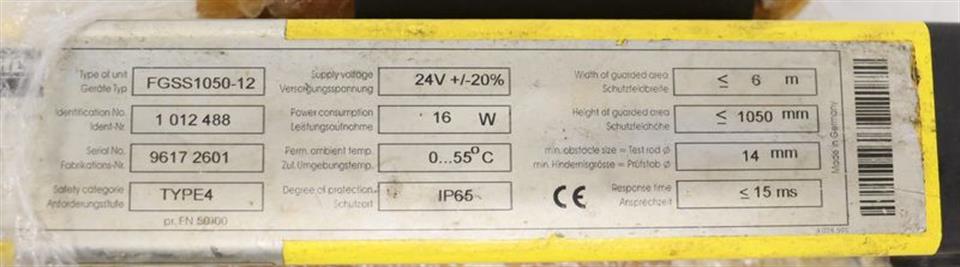 Type of unit
Geräte Typ
FGSS1050-12
Identification No.
Ident-Nr.
1 012 488
Serial No.
Fabrikations-Nr.
9617 2601
Safety categorie
Anforderungsstufe
TYPE4
pr. EN 50100
Supply voltage
Versorgungsspannung
24V +/-20%
Power consumption
Leistungsaufnahme
16 W
Perm. ambient temp.
Zul. Umgebungstemp.
0...55°C
Degree of protection
Schutzart
IP65
CE
Width of guarded area
Schutzfeldbreite
≤ 6 m
Height of guarded area
Schutzfeldhöhe
≤ 1050 mm
min. obstacle size = Test rod ø
min. Hindernisgrösse = Prüfstab ø
14 mm
Response time
Ansprechzeit
≤ 15 ms
Made in Germany